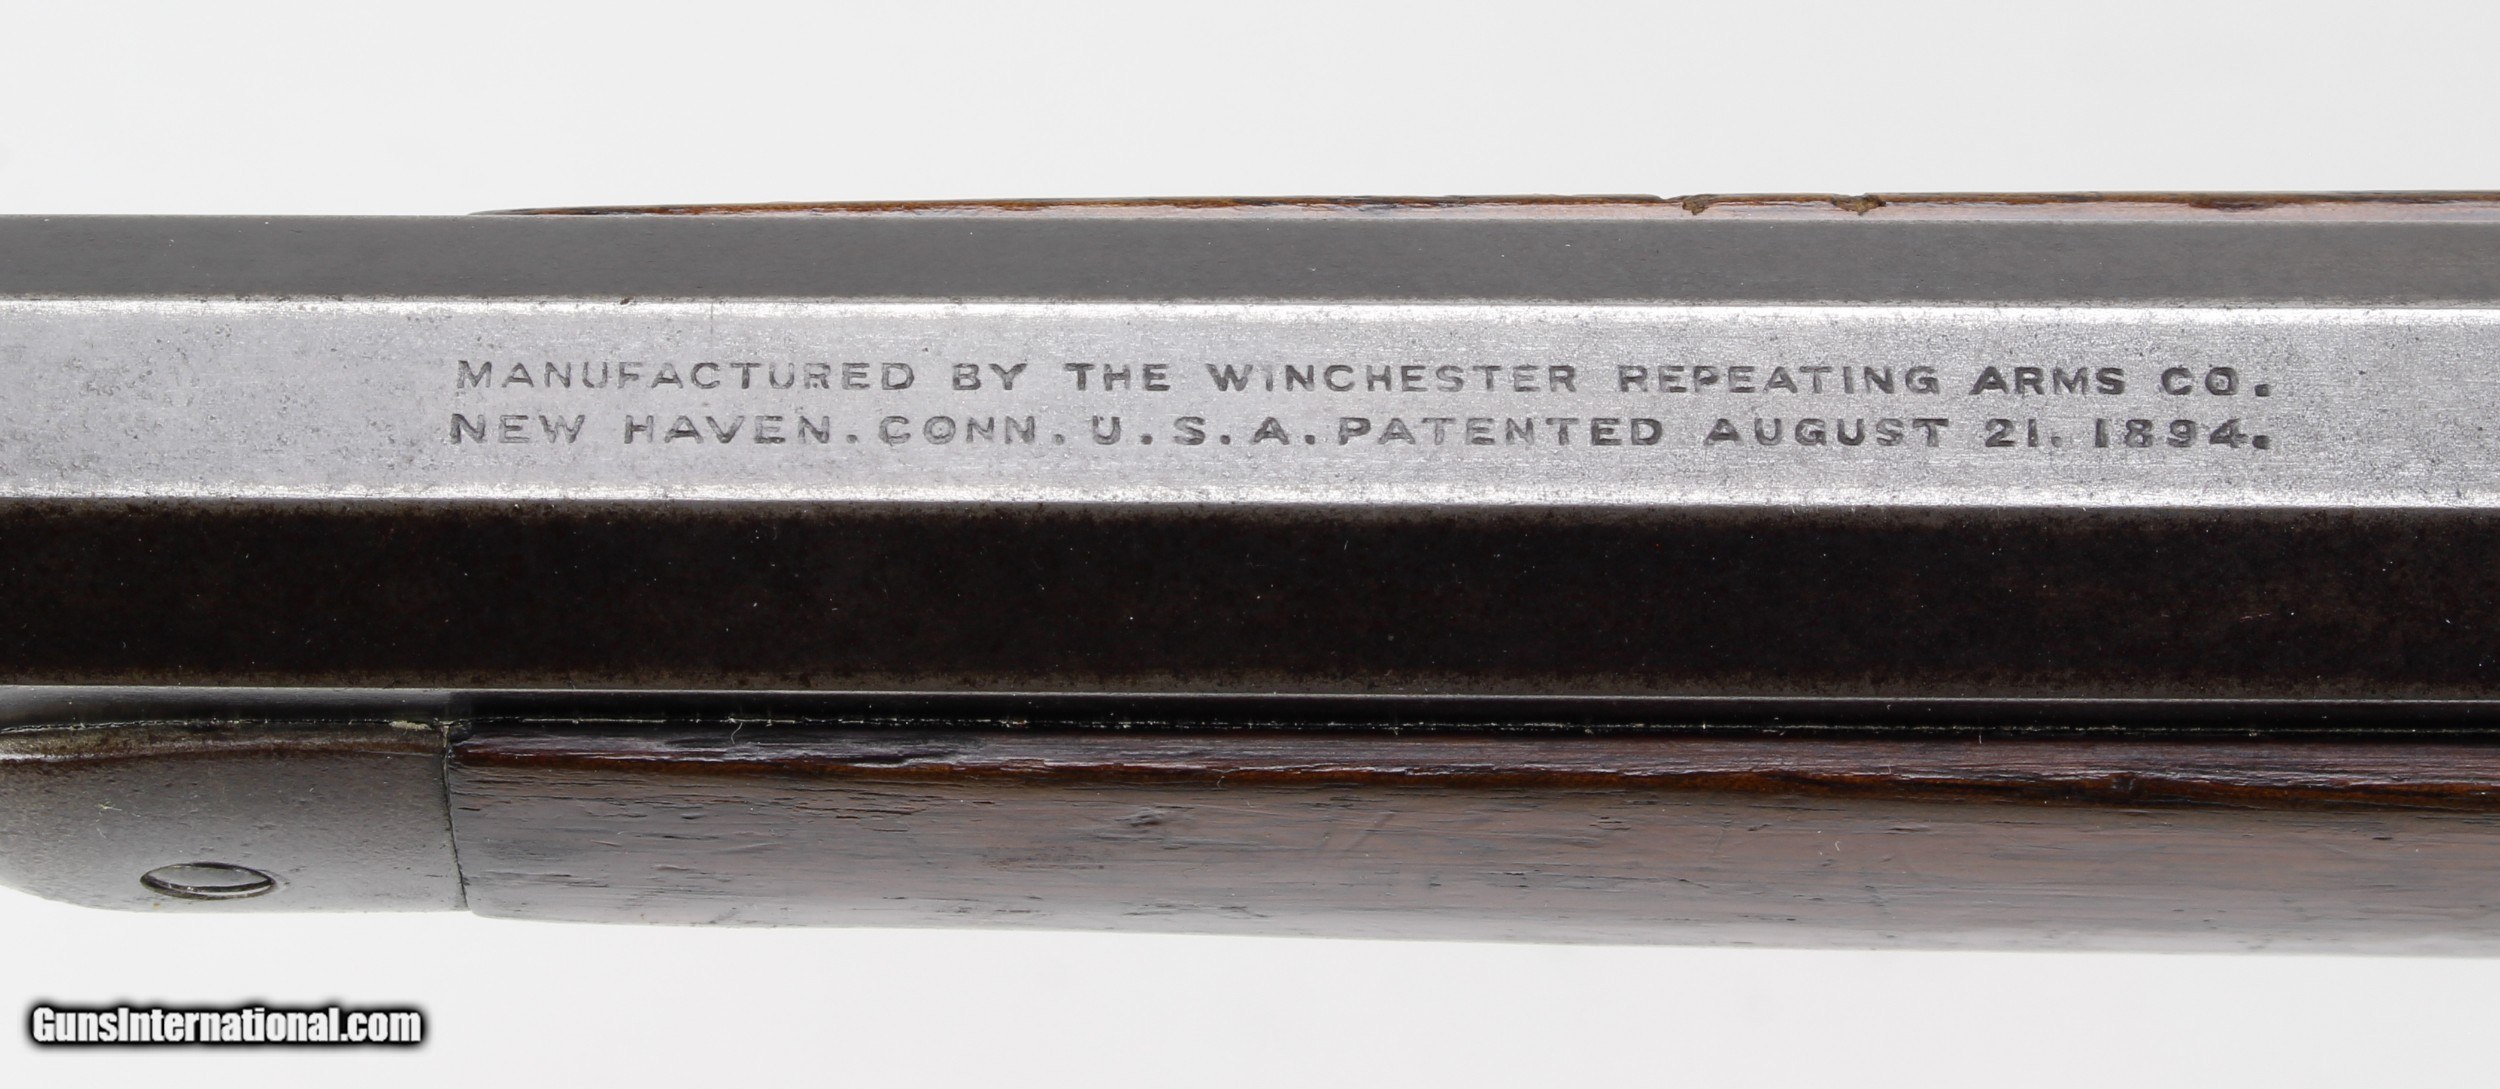 MANUFACTURED BY THE WINCHESTER REPEATING ARMS CO.
NEW HAVEN. CONN. U.S.A. PATENTED AUGUST 21. 1894.
GunsInternational.com